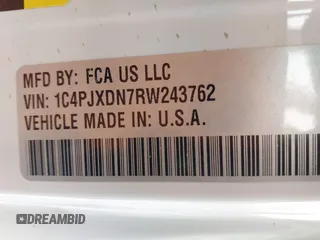 MFD BY: FCA US LLC
VIN: 1C4PJXDN7RW243762
VEHICLE MADE IN: U.S.A.
DREAMBID